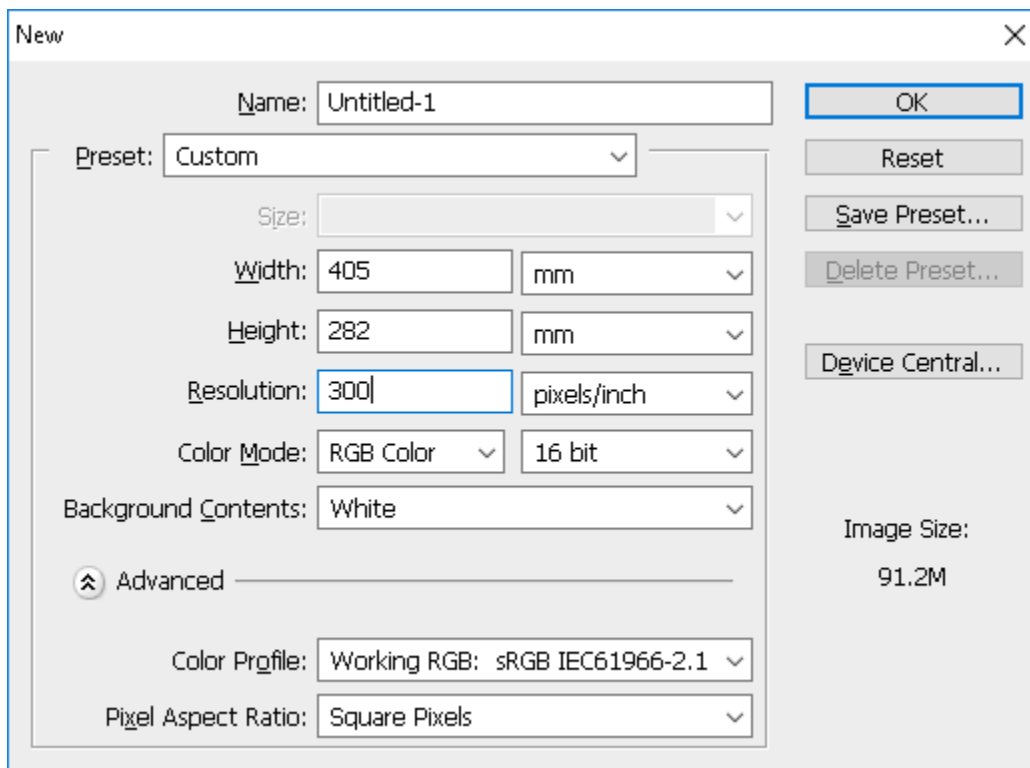 New
Name: Untitled-1
OK
Preset: Custom
Reset
Size:
Save Preset...
Width: 405 mm
Delete Preset...
Height: 282 mm
Device Central...
Resolution: 300 pixels/inch
Color Mode: RGB Color 16 bit
Background Contents: White
Image Size:
91.2M
Advanced
Color Profile: Working RGB: sRGB IEC61966-2.1
Pixel Aspect Ratio: Square Pixels